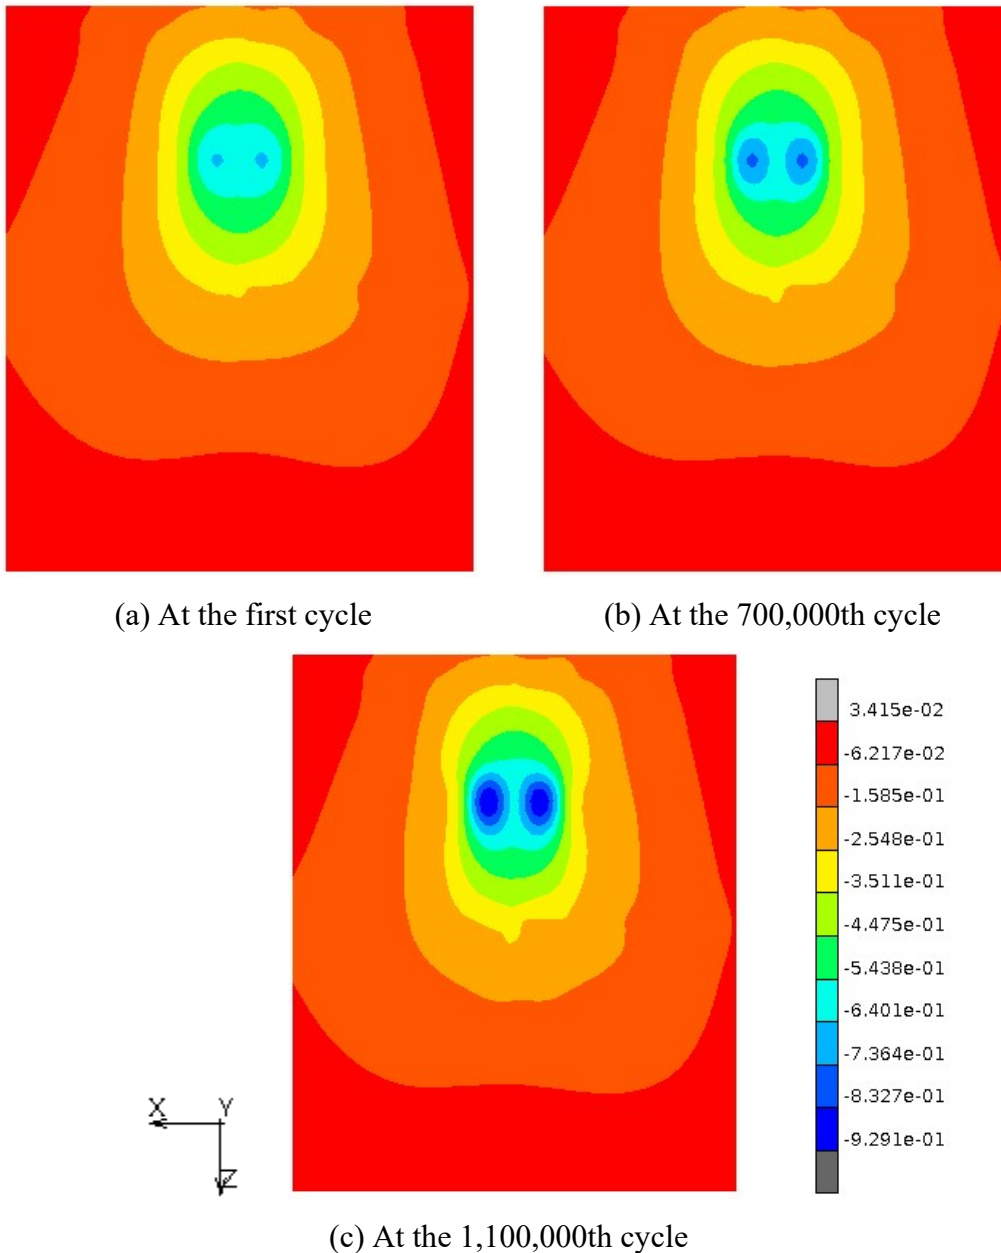 (a) At the first cycle
(b) At the 700,000th cycle
3.415e-02
-6.217e-02
-1.585e-01
-2.548e-01
-3.511e-01
-4.475e-01
-5.438e-01
-6.401e-01
-7.364e-01
-8.327e-01
-9.291e-01
X
Y
Z
(c) At the 1,100,000th cycle